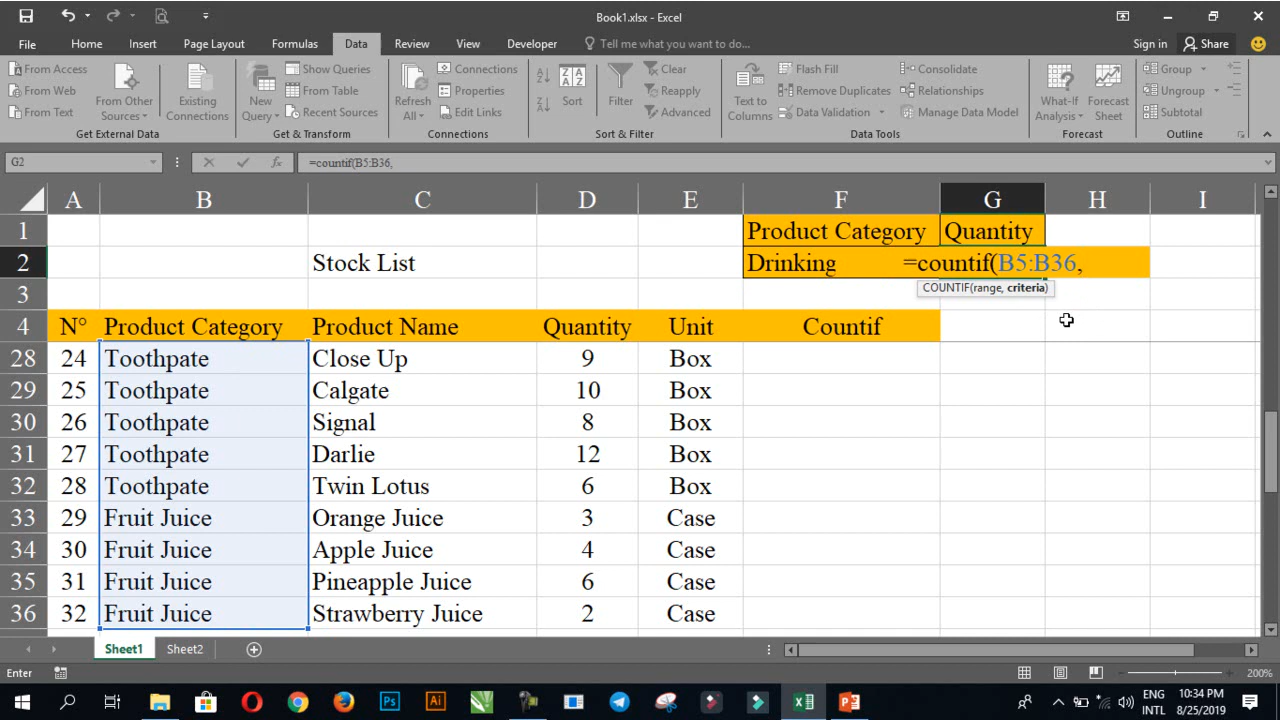 Book1.xlsx - Excel
File Home Insert Page Layout Formulas Data Review View Developer Tell me what you want to do... Sign in Share
From Access
From Web
From Text
From Other Sources
Existing Connections
Get External Data
New Query
Show Queries
From Table
Recent Sources
Get & Transform
Refresh All
Connections
Properties
Edit Links
Connections
Sort
Filter
Clear
Reapply
Advanced
Sort & Filter
Text to Columns
Flash Fill
Remove Duplicates
Data Validation
Consolidate
Relationships
Manage Data Model
Data Tools
What-If Analysis
Forecast Sheet
Forecast
Group
Ungroup
Subtotal
Outline
G2 fx =countif(B5:B36,
A B C D E F G H I
1 Product Category Quantity
2 Stock List Drinking =countif(B5:B36,
COUNTIF(range, criteria)
3
4 N° Product Category Product Name Quantity Unit Countif
28 24 Toothpate Close Up 9 Box
29 25 Toothpate Calgate 10 Box
30 26 Toothpate Signal 8 Box
31 27 Toothpate Darlie 12 Box
32 28 Toothpate Twin Lotus 6 Box
33 29 Fruit Juice Orange Juice 3 Case
34 30 Fruit Juice Apple Juice 4 Case
35 31 Fruit Juice Pineapple Juice 6 Case
36 32 Fruit Juice Strawberry Juice 2 Case
Sheet1 Sheet2
Enter 200%
Ps Ai ENG 10:34 PM
INTL 8/25/2019